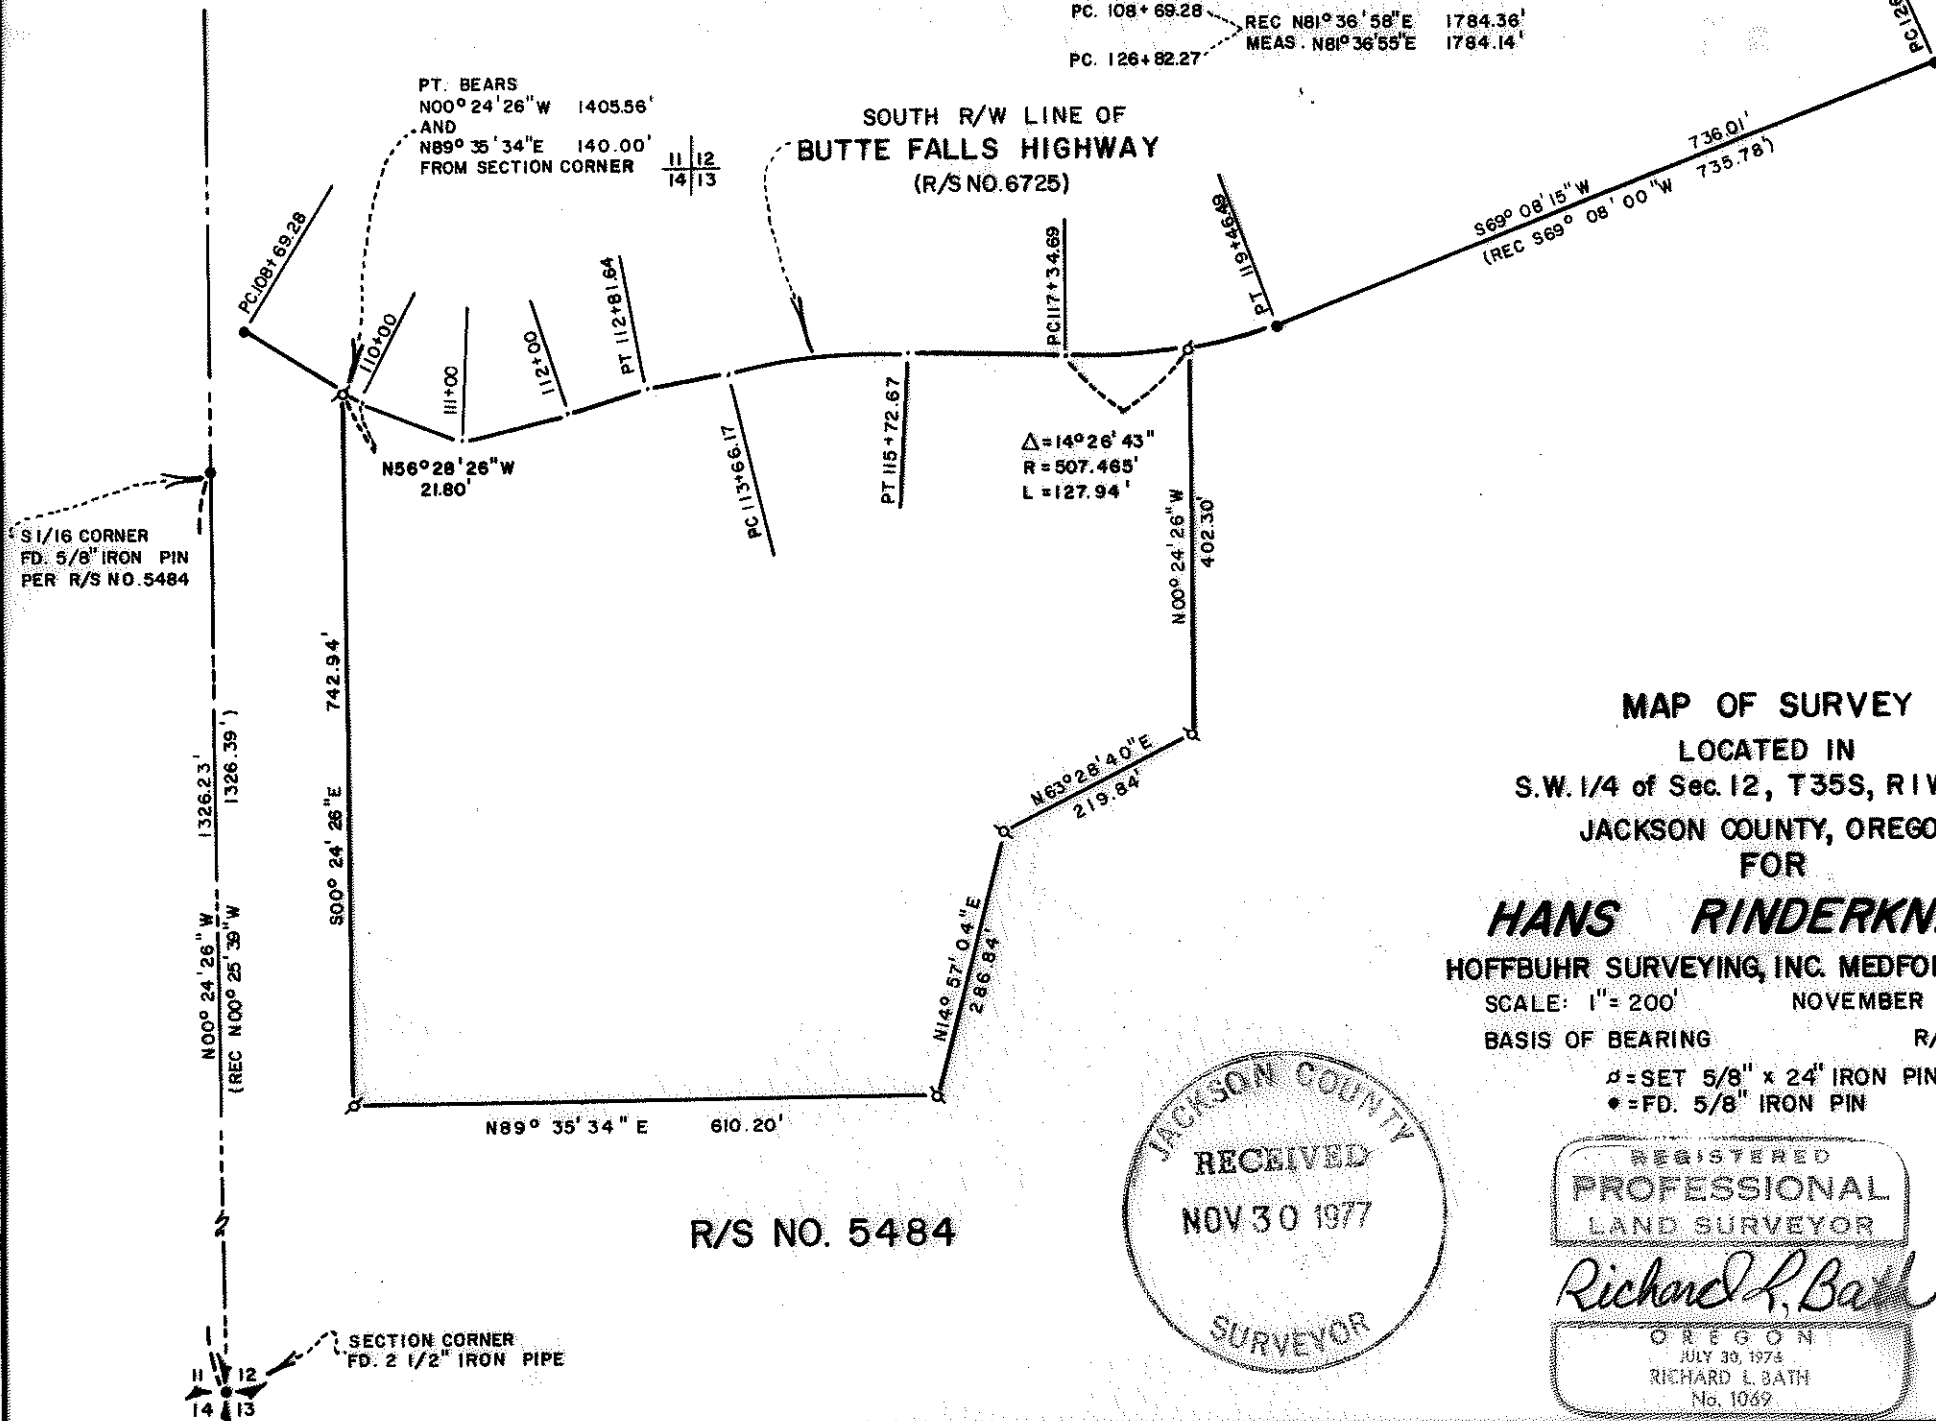 PC. 108+69.28
REC N81°36'58"E 1784.36'
MEAS. N81°36'55"E 1784.14'
PC. 126+82.27
PT. BEARS
N00°24'26"W 1405.56'
AND
N89°35'34"E 140.00'
FROM SECTION CORNER
11 12
14 13
SOUTH R/W LINE OF
BUTTE FALLS HIGHWAY
(R/S NO.6725)
736.01'
735.78')
S69°08'15"W
(REC S69°08'00"W
PC.108+69.28
110+00
111+00
112+00
PT 112+81.64
PC 113+66.17
PT 115+72.67
PC117+34.69
PT 119+46.49
N56°28'26"W
21.80'
Δ=14°26'43"
R=507.465'
L=127.94'
S 1/16 CORNER
FD. 5/8" IRON PIN
PER R/S NO.5484
N00°24'26"W
402.30'
742.94'
S00°24'26"E
1326.23'
1326.39')
N00°24'26"W
(REC N00°25'39"W
N63°28'40"E
219.84'
N14°57'04"E
286.84'
N89°35'34"E 610.20'
MAP OF SURVEY
LOCATED IN
S.W. 1/4 of Sec. 12, T35S,
JACKSON COUNTY,
FOR
HANS
HOFFBUHR SURVEYING, INC.
SCALE: 1"=200' NOVEMBER
BASIS OF BEARING
=SET 5/8" x 24" IRON PIN
=FD. 5/8" IRON PIN
JACKSON COUNTY
RECEIVED
NOV 30 1977
SURVEYOR
REGISTERED
PROFESSIONAL
LAND SURVEYOR
Richard L. Bath
OREGON
JULY 30, 1974
RICHARD L. BATH
No. 1069
R/S NO. 5484
SECTION CORNER
FD. 2 1/2" IRON PIPE
11 12
14 13